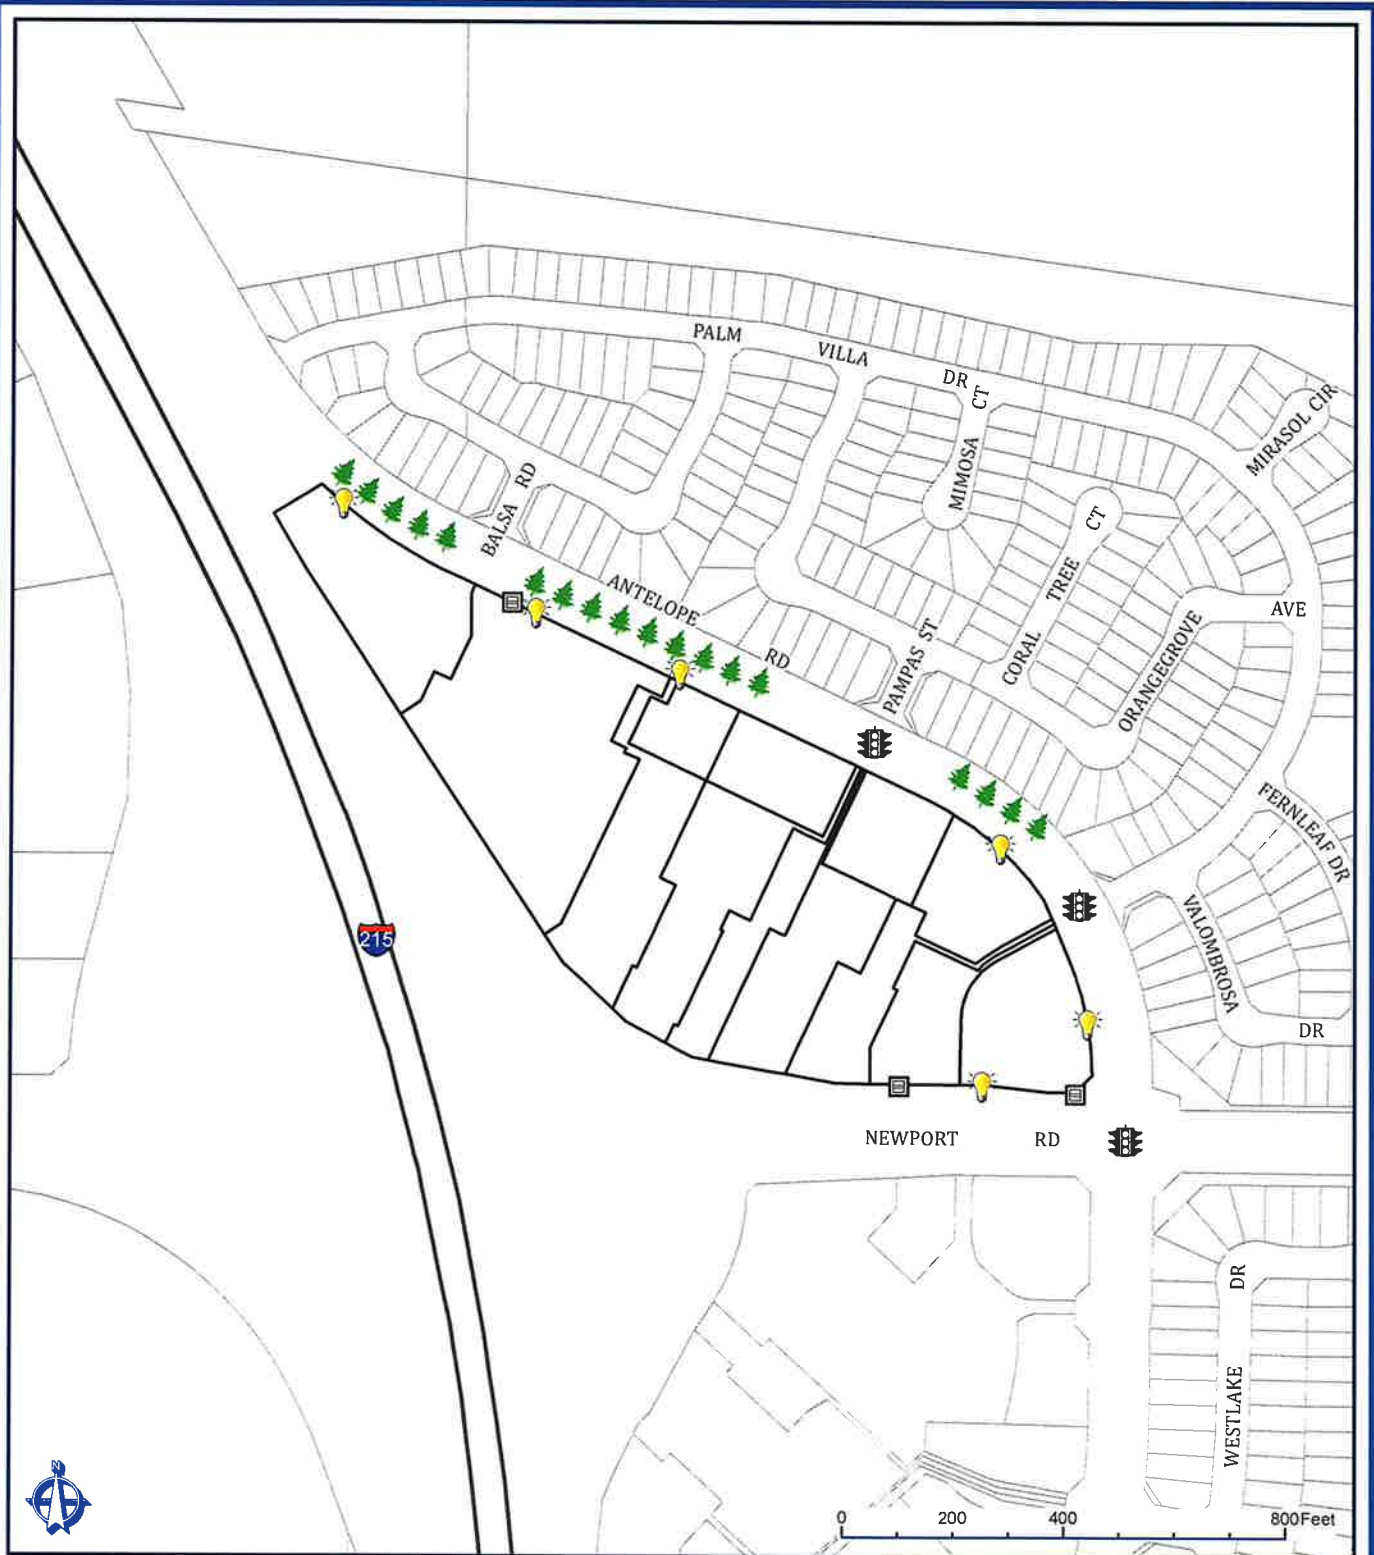 PALM
VILLA
DR
MIMOSA CT
MIRASOL CIR
BALSA RD
ANTELOPE
RD
PAMPAS ST
CORAL TREE CT
ORANGEGROVE
AVE
FERNLEAF DR
VALOMBROSA
DR
215
NEWPORT RD
WESTLAKE DR
N
0 200 400 800Feet